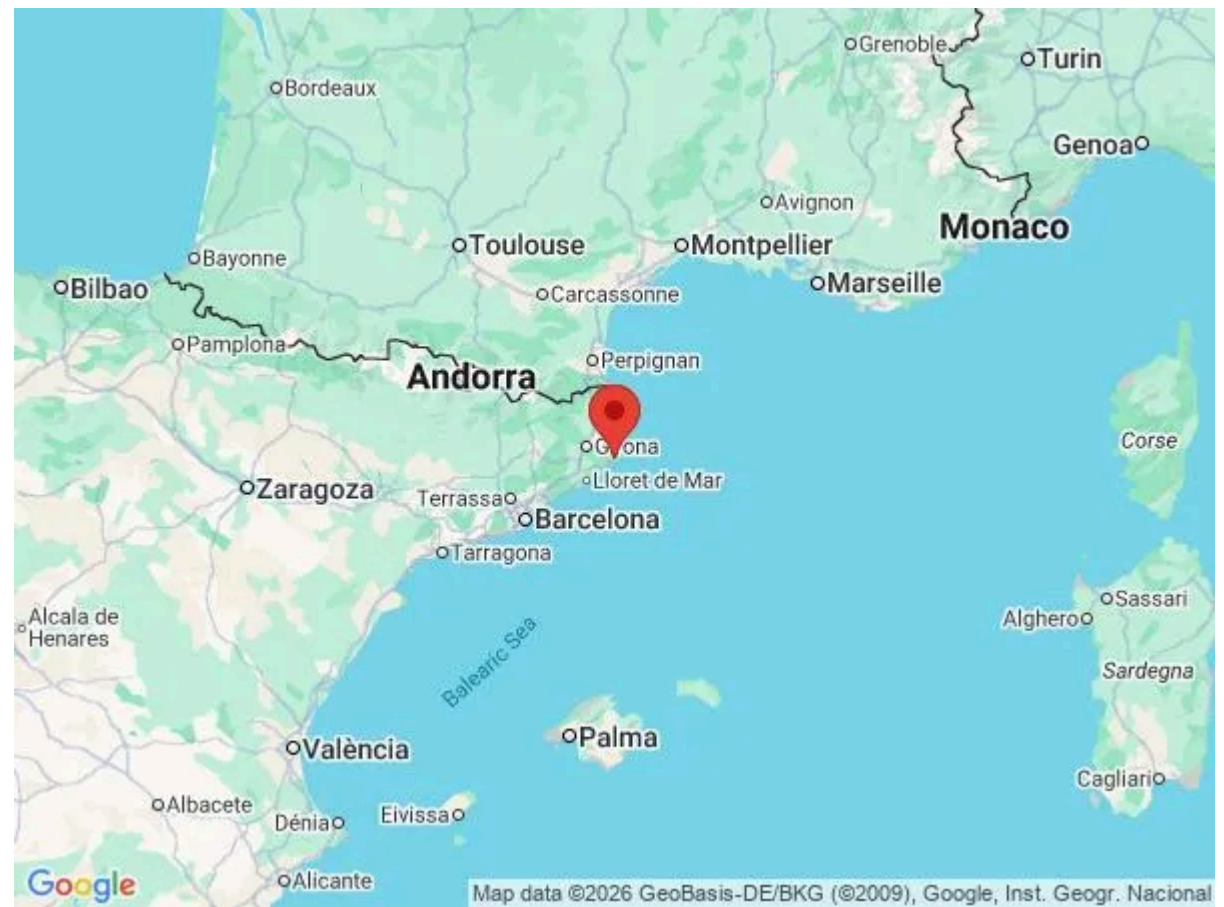 Grenoble
Turin
Bordeaux
Genoa
Avignon
Monaco
Toulouse
Montpellier
Bayonne
Marseille
Bilbao
Carcassonne
Pamplona
Perpignan
Andorra
Corse
Lloret de Mar
Zaragoza
Terrassa
Barcelona
Tarragona
Sassari
Alcala de
Henares
Alghero
Balearic Sea
Sardegna
Palma
València
Cagliari
Albacete
Eivissa
Dénia
Alicante
Google
Map data ©2026 GeoBasis-DE/BKG (©2009), Google, Inst. Geogr. Nacional